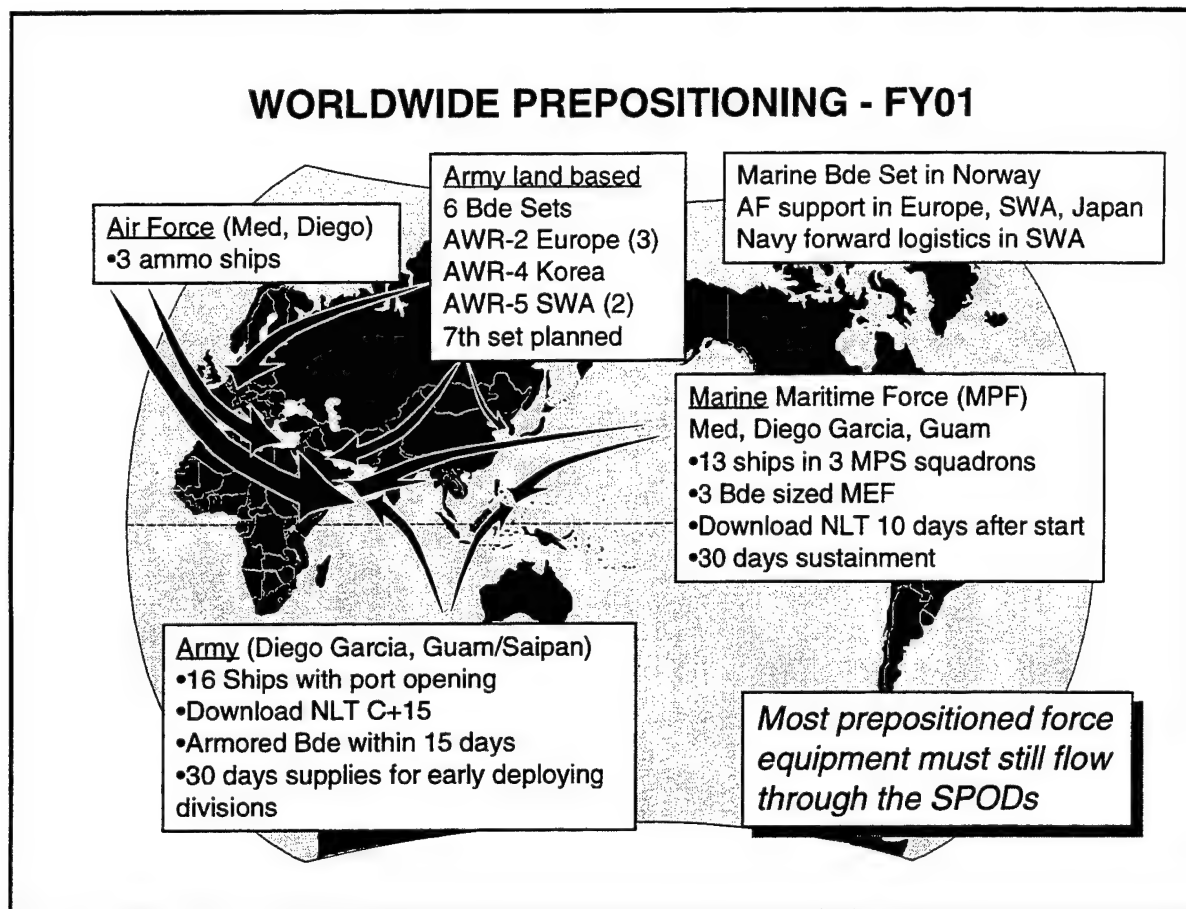 WORLDWIDE PREPOSITIONING - FY01
Air Force (Med, Diego)
•3 ammo ships
Army land based
6 Bde Sets
AWR-2 Europe (3)
AWR-4 Korea
AWR-5 SWA (2)
7th set planned
Marine Bde Set in Norway
AF support in Europe, SWA, Japan
Navy forward logistics in SWA
Marine Maritime Force (MPF)
Med, Diego Garcia, Guam
•13 ships in 3 MPS squadrons
•3 Bde sized MEF
•Download NLT 10 days after start
•30 days sustainment
Army (Diego Garcia, Guam/Saipan)
•16 Ships with port opening
•Download NLT C+15
•Armored Bde within 15 days
•30 days supplies for early deploying
divisions
Most prepositioned force
equipment must still flow
through the SPODs